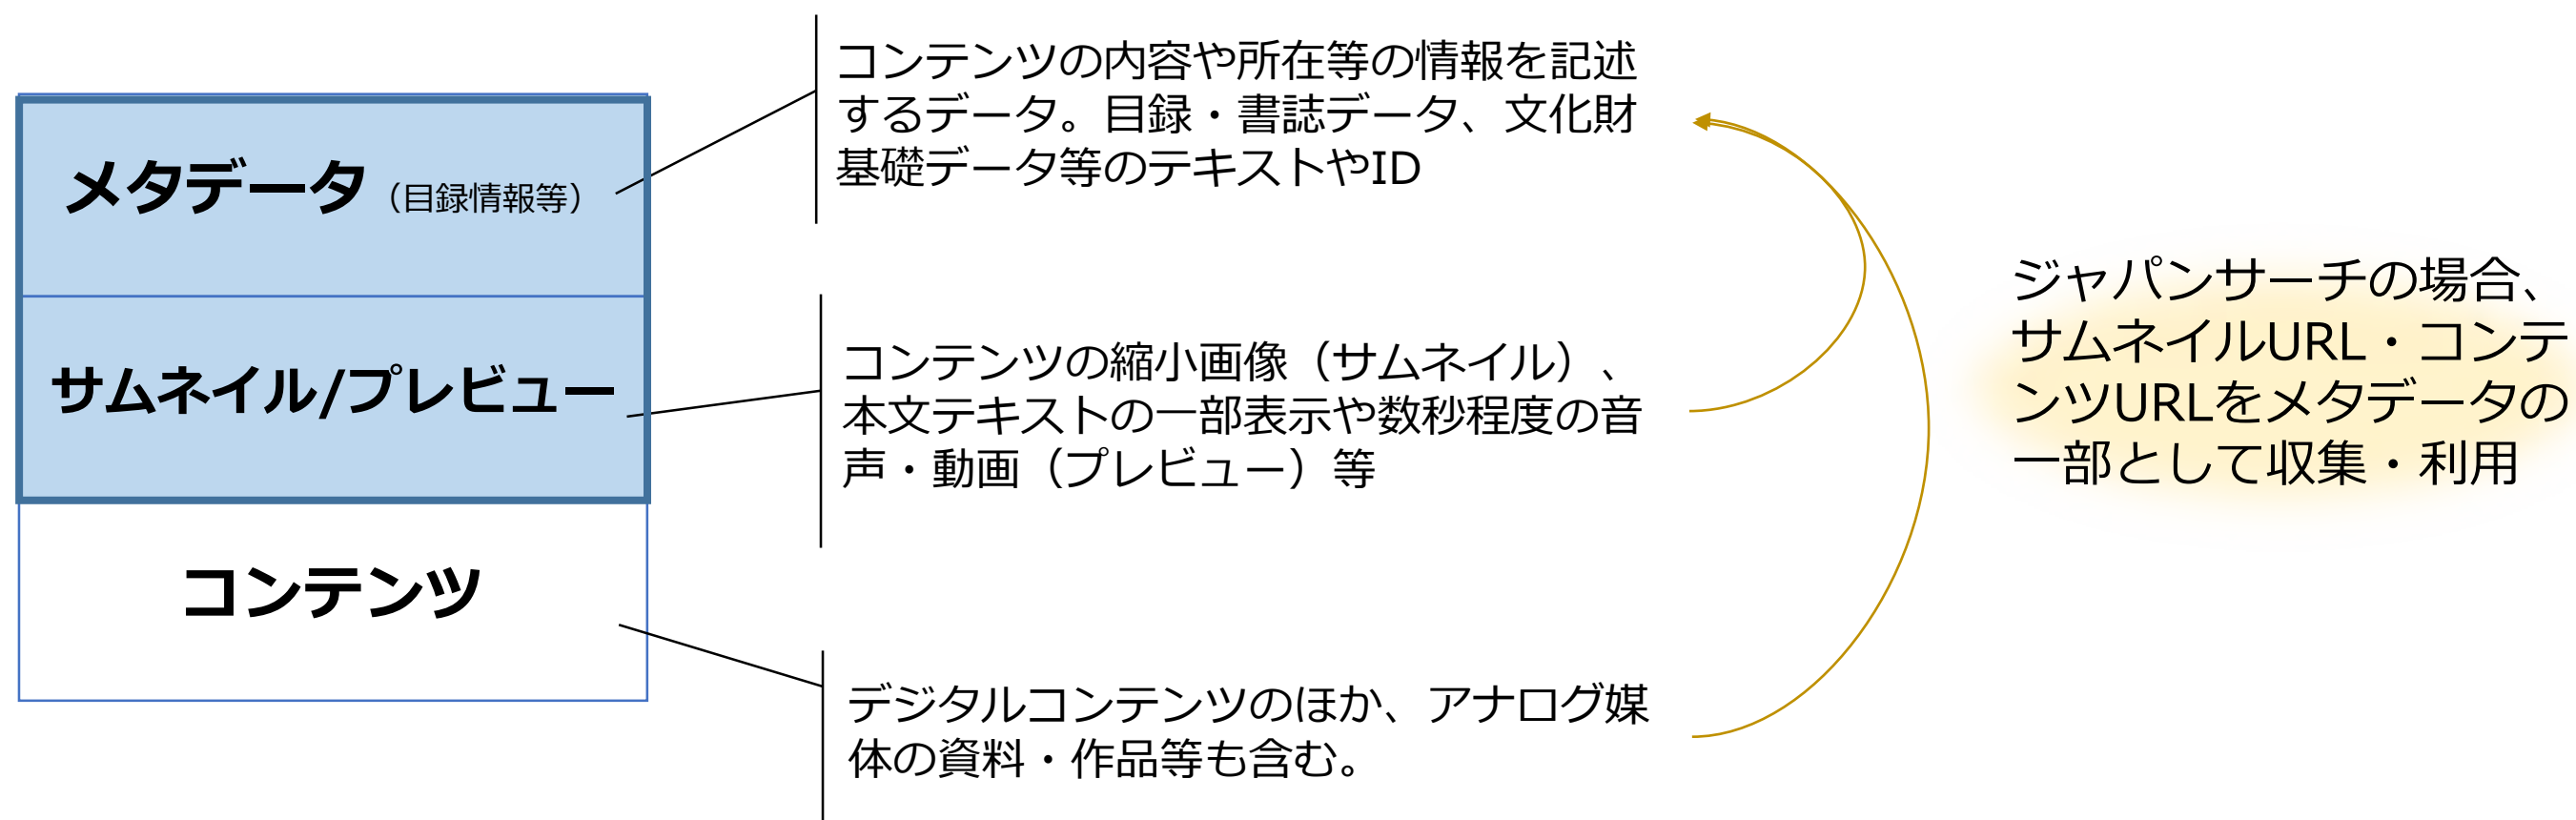 メタデータ（目録情報等）
サムネイル/プレビュー
コンテンツ
コンテンツの内容や所在等の情報を記述
するデータ。目録・書誌データ、文化財
基礎データ等のテキストやID
コンテンツの縮小画像（サムネイル）、
本文テキストの一部表示や数秒程度の音
声・動画（プレビュー）等
デジタルコンテンツのほか、アナログ媒
体の資料・作品等も含む。
ジャパンサーチの場合、
サムネイルURL・コンテ
ンツURLをメタデータの
一部として収集・利用